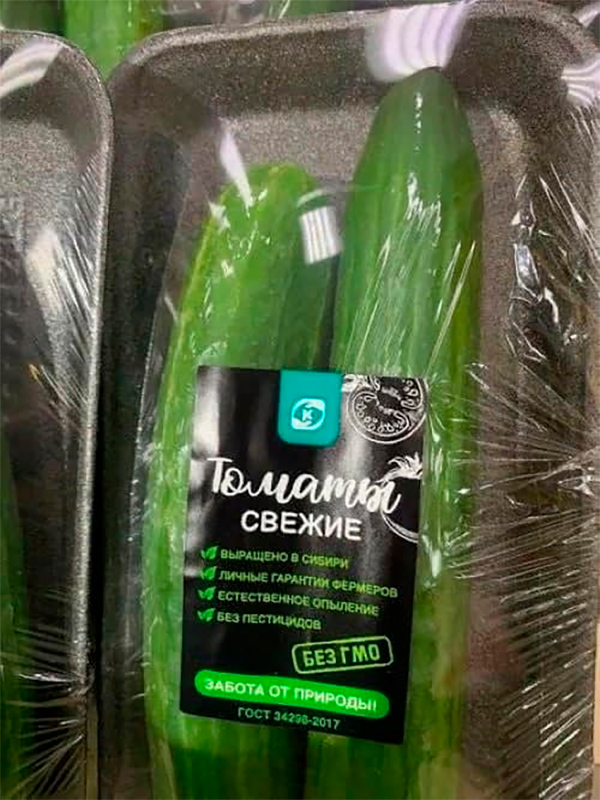 Томаты
СВЕЖИЕ
ВЫРАЩЕНО В СИБИРИ
ЛИЧНЫЕ ГАРАНТИИ ФЕРМЕРОВ
ЕСТЕСТВЕННОЕ ОПЫЛЕНИЕ
БЕЗ ПЕСТИЦИДОВ
БЕЗ ГМО
ЗАБОТА ОТ ПРИРОДЫ!
ГОСТ 34298-2017